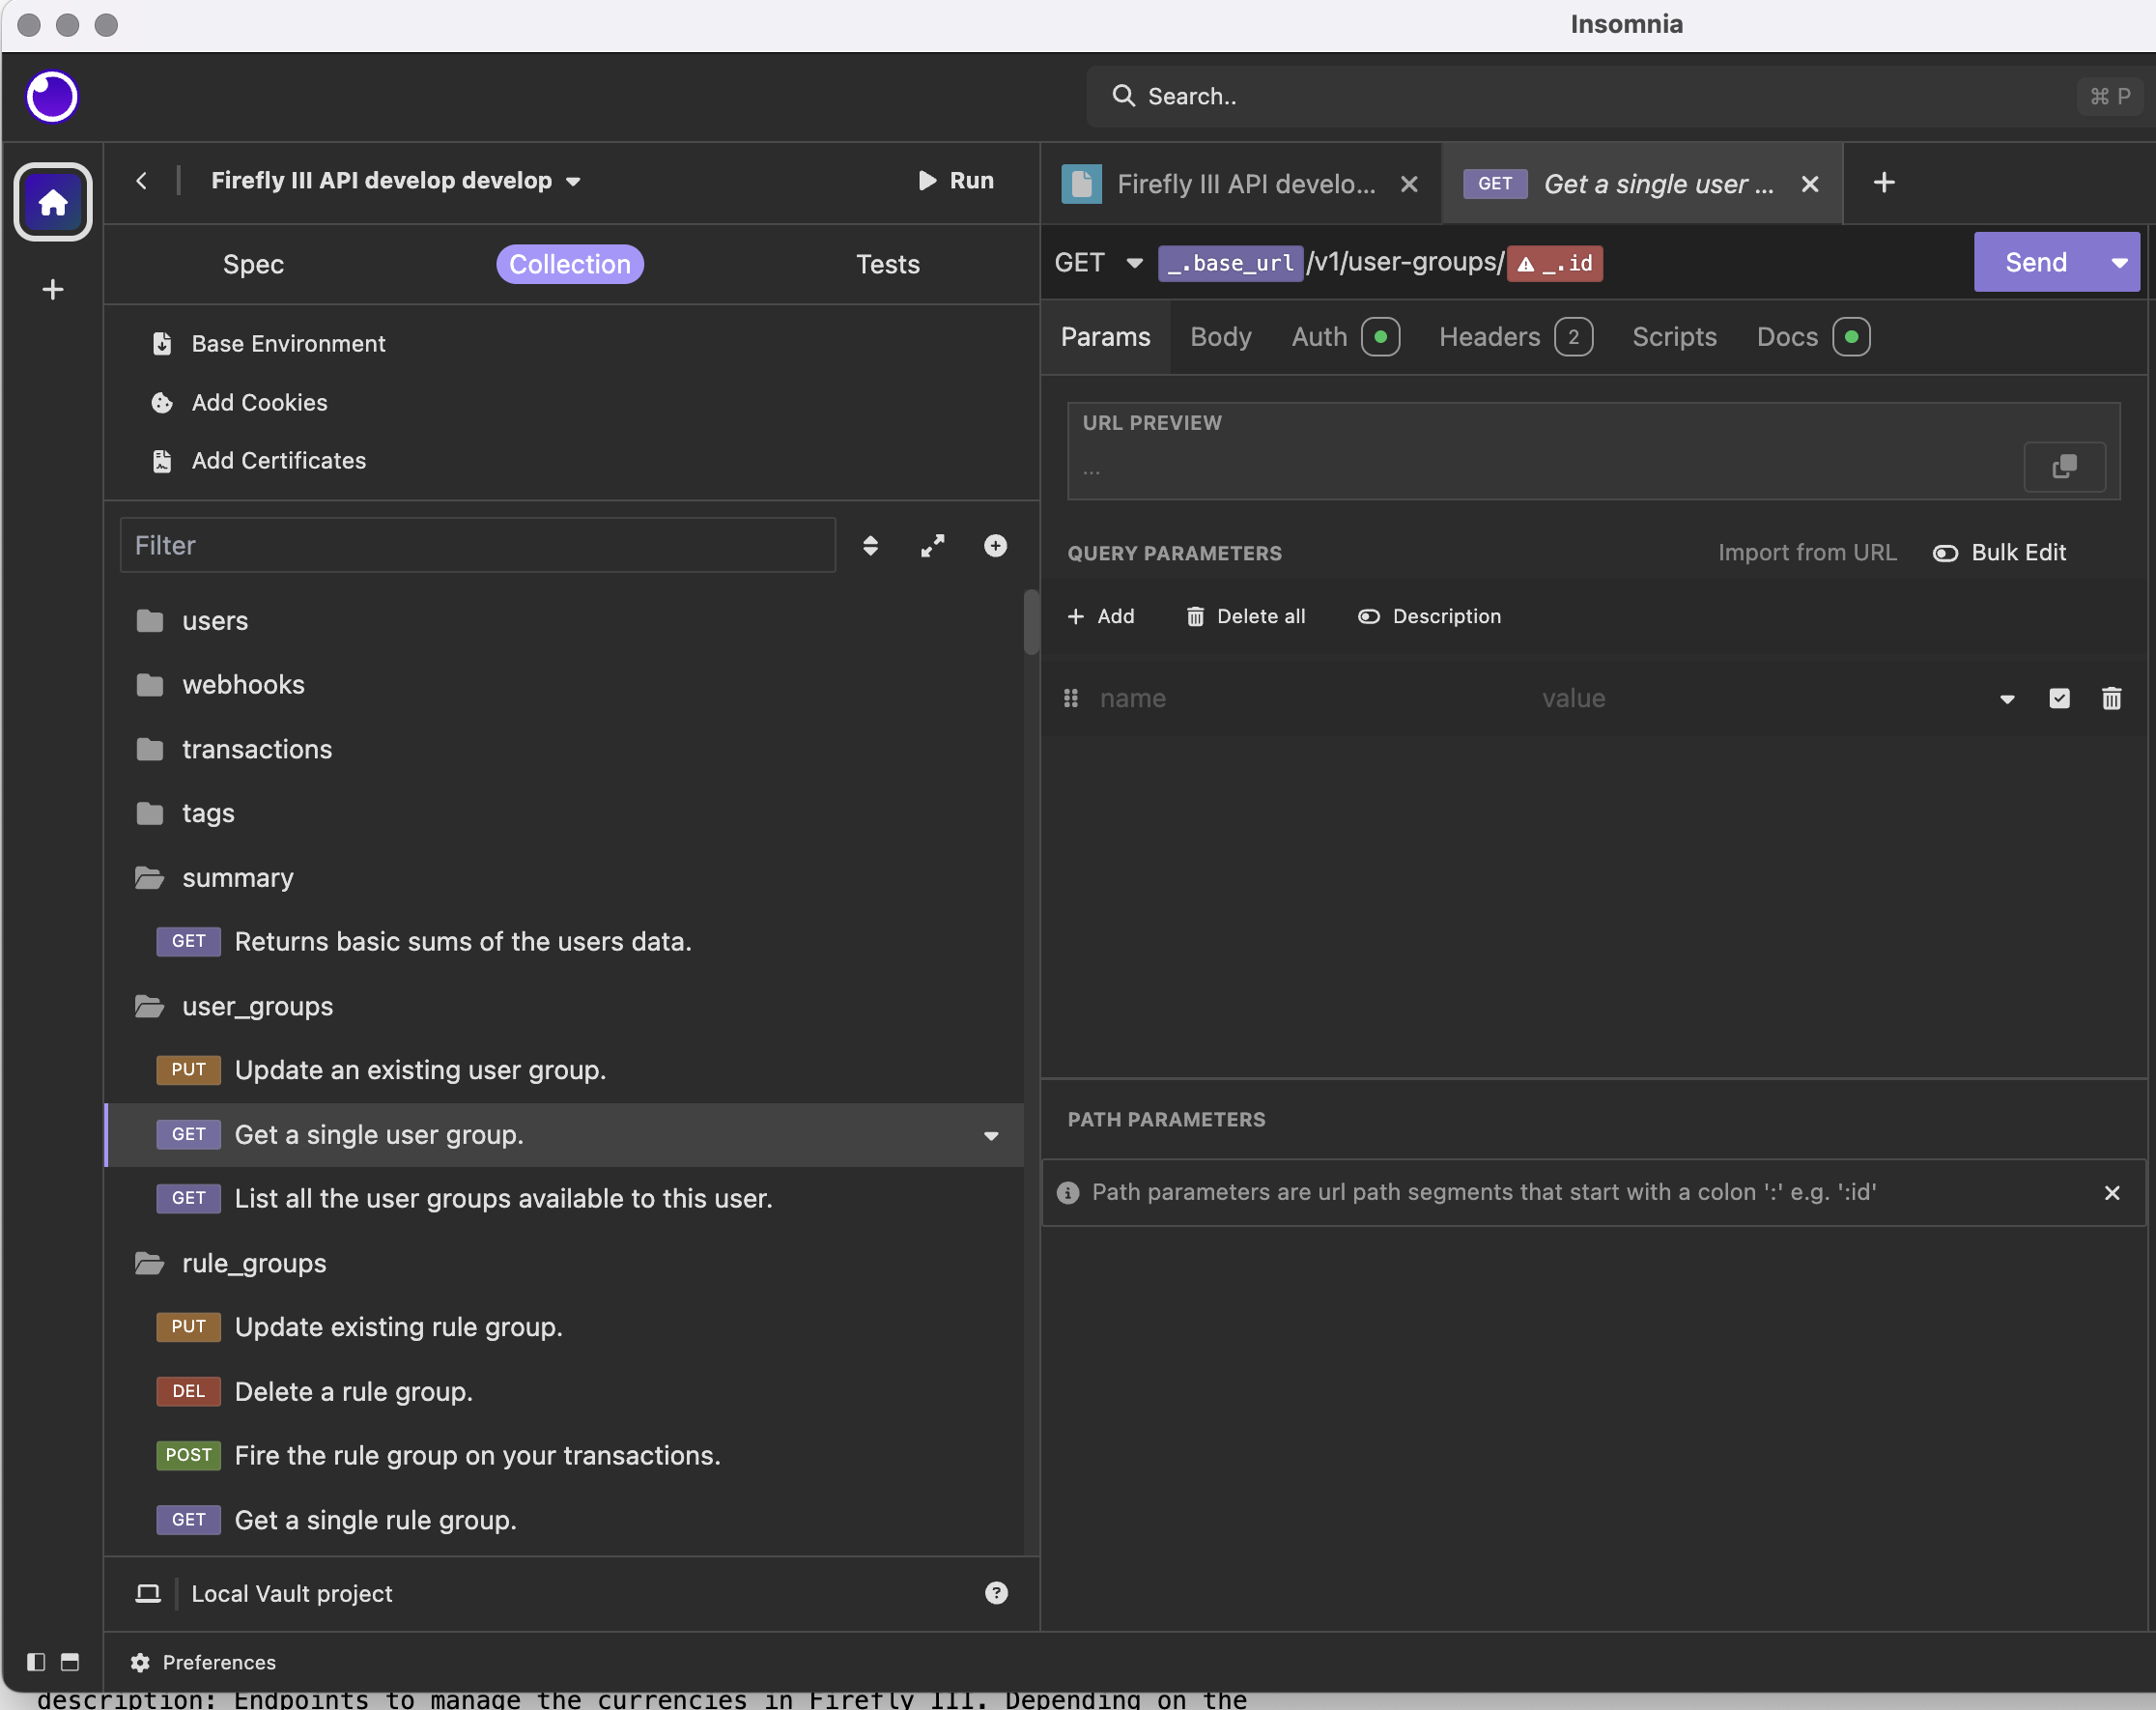 Insomnia
Search..
⌘ P
Firefly III API develop develop
Run
Firefly III API develo...
GET Get a single user ...
Spec
Collection
Tests
GET _.base_url/v1/user-groups/ _.id
Send
Params
Body
Auth
Headers 2
Scripts
Docs
Base Environment
Add Cookies
Add Certificates
URL PREVIEW
...
Filter
QUERY PARAMETERS
Import from URL
Bulk Edit
Add
Delete all
Description
name
value
users
webhooks
transactions
tags
summary
GET Returns basic sums of the users data.
user_groups
PUT Update an existing user group.
GET Get a single user group.
GET List all the user groups available to this user.
rule_groups
PUT Update existing rule group.
DEL Delete a rule group.
POST Fire the rule group on your transactions.
GET Get a single rule group.
PATH PARAMETERS
Path parameters are url path segments that start with a colon ':' e.g. ':id'
Local Vault project
Preferences
description: Endpoints to manage the currencies in Firefly III. Depending on the